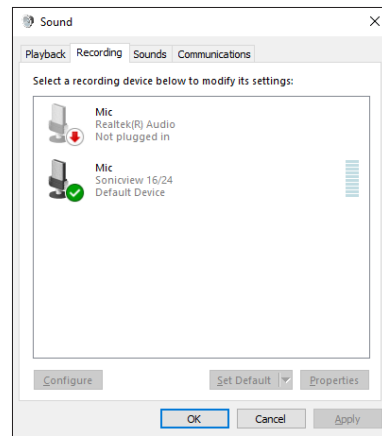 Sound
Playback Recording Sounds Communications
Select a recording device below to modify its settings:
Mic
Realtek(R) Audio
Not plugged in
Mic
Sonicview 16/24
Default Device
Configure Set Default Properties
OK Cancel Apply